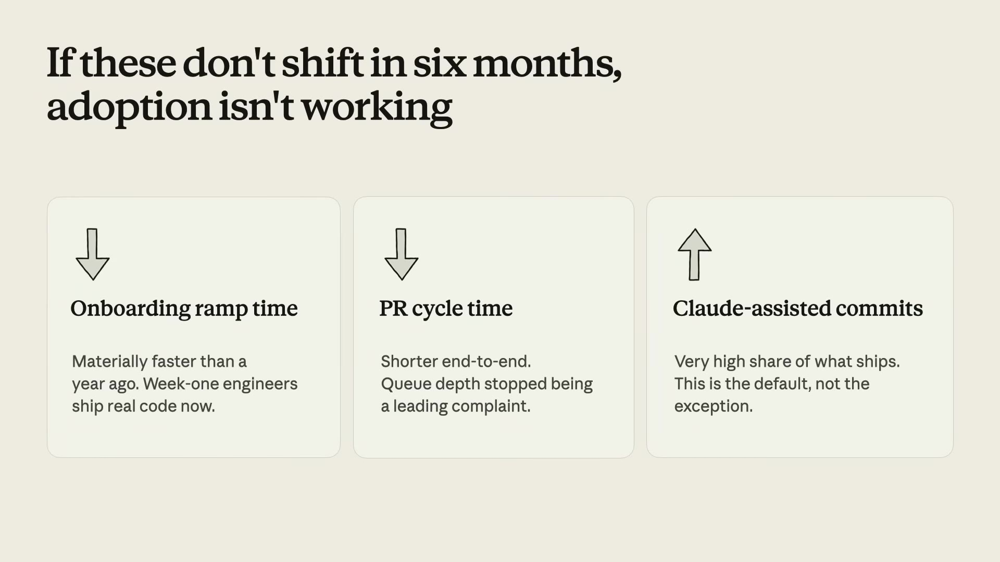 If these don't shift in six months,
adoption isn't working
Onboarding ramp time
Materially faster than a
year ago. Week-one engineers
ship real code now.
PR cycle time
Shorter end-to-end.
Queue depth stopped being
a leading complaint.
Claude-assisted commits
Very high share of what ships.
This is the default, not the
exception.